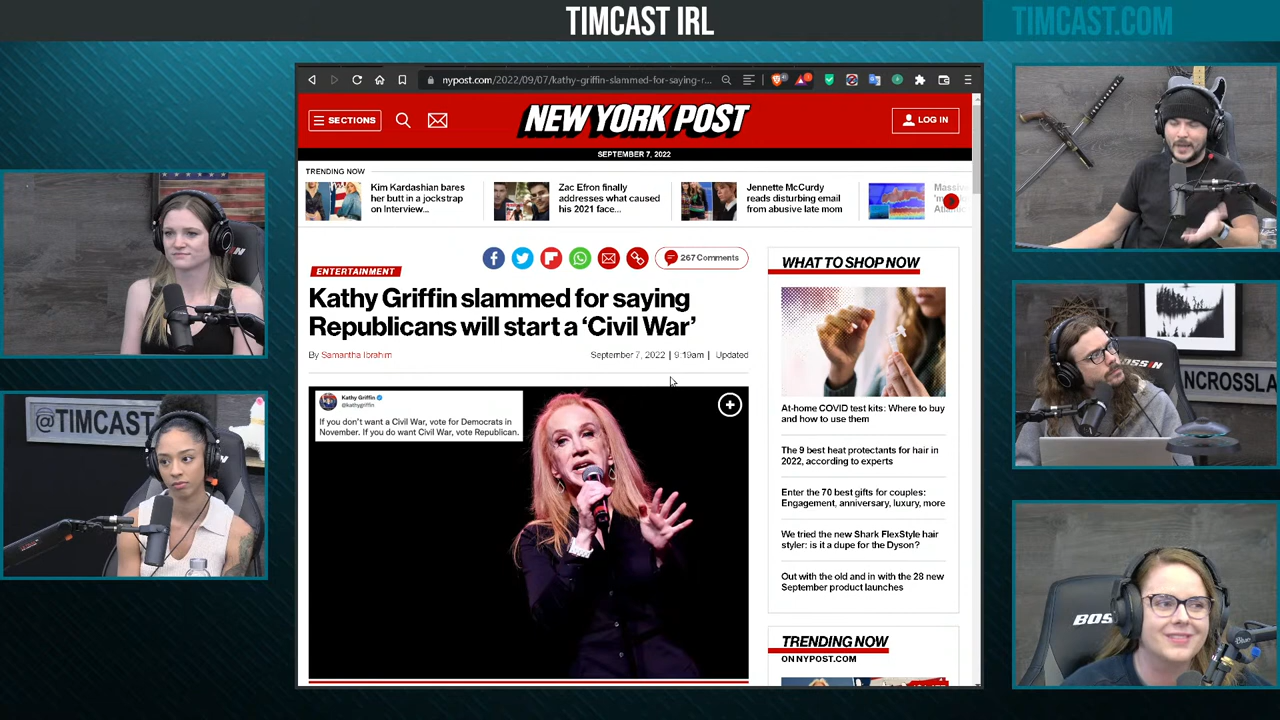 TIMCAST IRL
TIMCAST.COM
nypost.com/2022/09/07/kathy-griffin-slammed-for-saying-r...
SECTIONS
NEW YORK POST
LOG IN
SEPTEMBER 7, 2022
TRENDING NOW
Kim Kardashian bares
her butt in a jockstrap
on Interview...
Zac Efron finally
addresses what caused
his 2021 face...
Jennette McCurdy
reads disturbing email
from abusive late mom
267 Comments
ENTERTAINMENT
Kathy Griffin slammed for saying
Republicans will start a ‘Civil War’
By Samantha Ibrahim
September 7, 2022 | 9:19am | Updated
Kathy Griffin
@kathygriffin
If you don't want a Civil War, vote for Democrats in
November. If you do want Civil War, vote Republican.
WHAT TO SHOP NOW
At-home COVID test kits: Where to buy
and how to use them
The 9 best heat protectants for hair in
2022, according to experts
Enter the 70 best gifts for couples:
Engagement, anniversary, luxury, more
We tried the new Shark FlexStyle hair
styler: is it a dupe for the Dyson?
Out with the old and in with the 28 new
September product launches
TRENDING NOW
ON NYPOST.COM
@TIMCAST
NCROSSLA